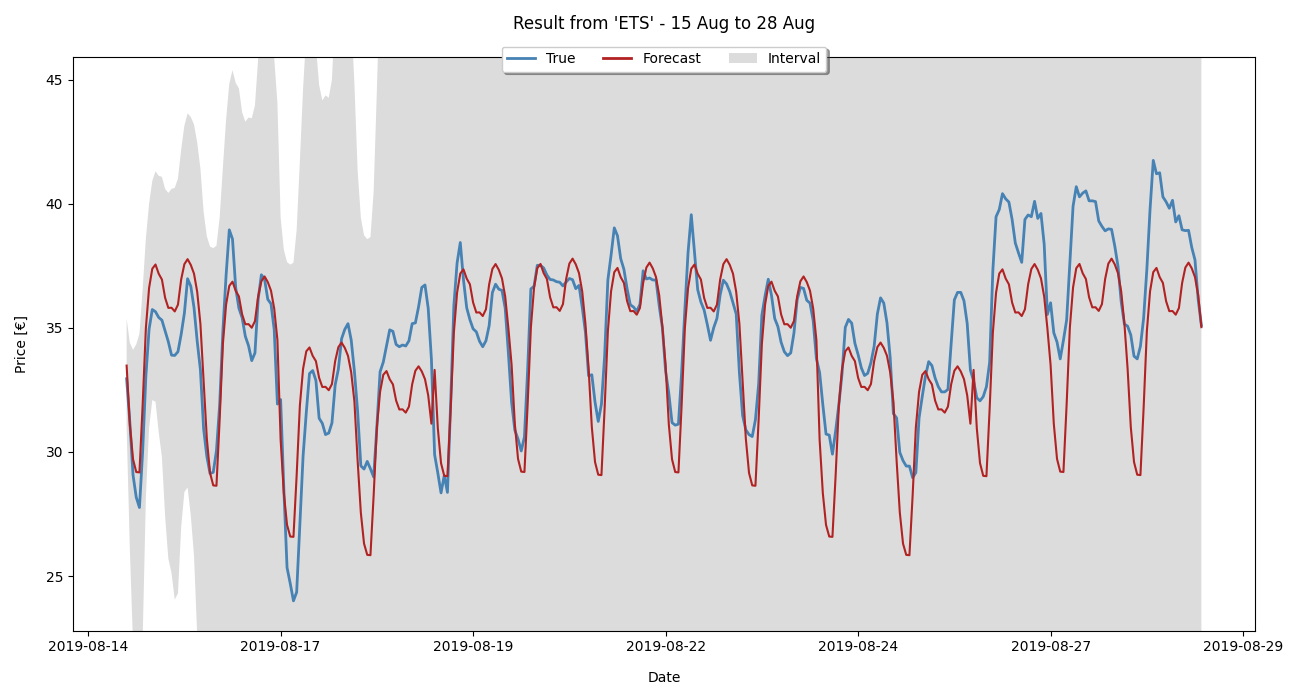 Result from 'ETS' - 15 Aug to 28 Aug
True Forecast Interval
45
40
35
30
25
Price [€]
2019-08-14 2019-08-17 2019-08-19 2019-08-22 2019-08-24 2019-08-27 2019-08-29
Date